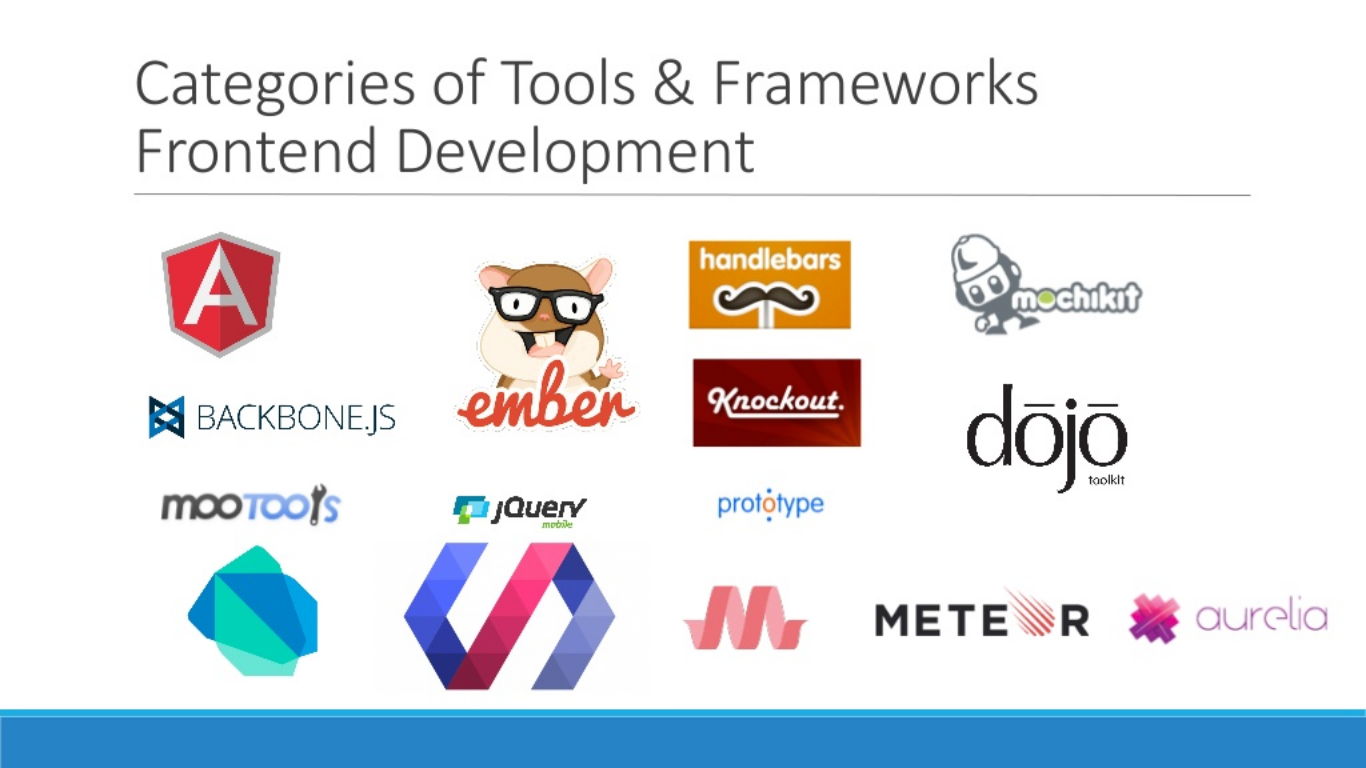 Categories of Tools & Frameworks
Frontend Development
A
handlebars
mochikit
ember
Knockout.
BACKBONE.JS
dōjō
toolkit
mooTOOlS
jQuery
mobile
prototype
METEOR
aurelia